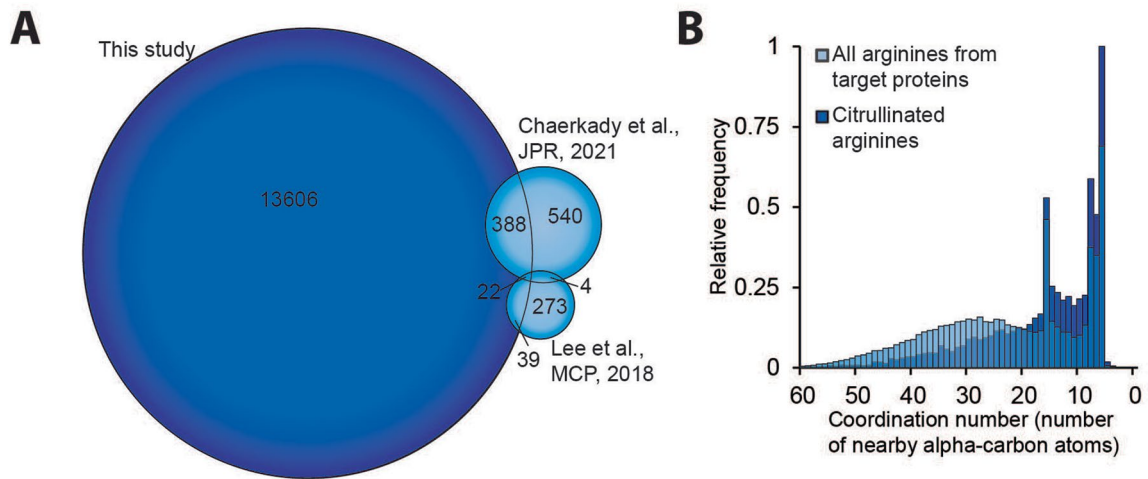 A
This study
13606
Chaerkady et al.,
JPR, 2021
388
540
22
4
273
39
Lee et al.,
MCP, 2018
B
All arginines from
target proteins
Citrullinated
arginines
Relative frequency
1
0.75
0.5
0.25
0
60 50 40 30 20 10 0
Coordination number (number
of nearby alpha-carbon atoms)